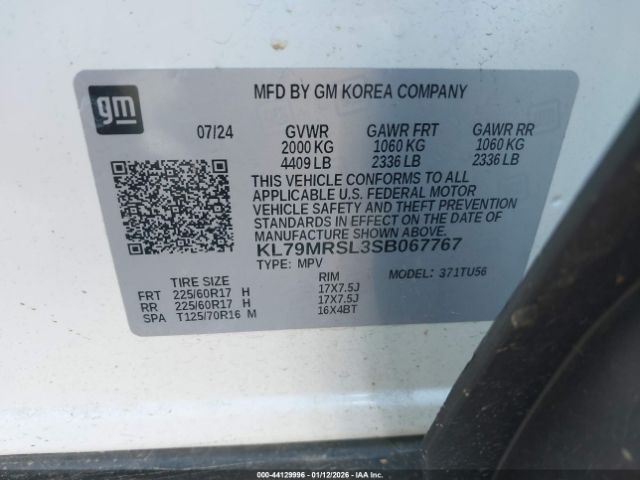 gm
MFD BY GM KOREA COMPANY
07/24 GVWR GAWR FRT GAWR RR
2000 KG 1060 KG 1060 KG
4409 LB 2336 LB 2336 LB
THIS VEHICLE CONFORMS TO ALL
APPLICABLE U.S. FEDERAL MOTOR
VEHICLE SAFETY AND THEFT PREVENTION
STANDARDS IN EFFECT ON THE DATE OF
MANUFACTURE SHOWN ABOVE.
KL79MRSL3SB067767
TYPE: MPV MODEL: 371TU56
TIRE SIZE RIM
FRT 225/60R17 H 17X7.5J
RR 225/60R17 H 17X7.5J
SPA T125/70R16 M 16X4BT
000-44129996 - 01/12/2026 - IAA Inc.